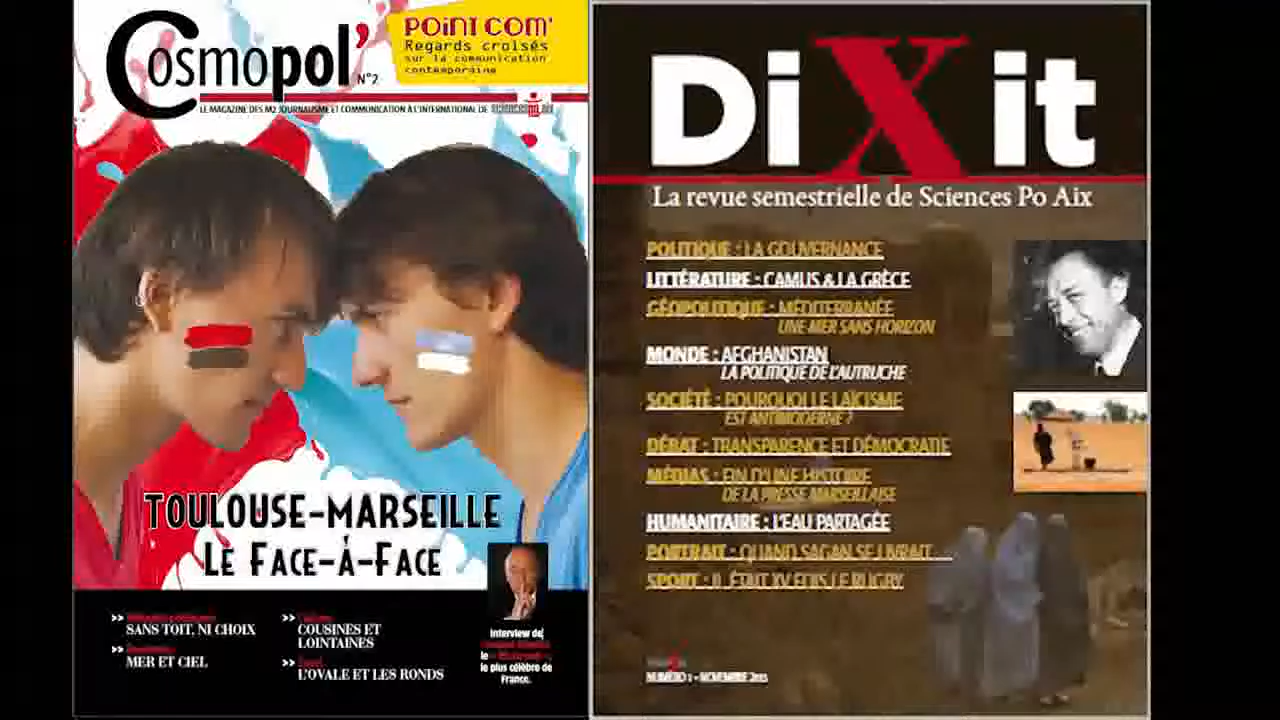 Cosmopol' N°2
POINT COM'
Regards croisés
sur la communication
contemporaine
LE MAGAZINE DES M2 JOURNALISME ET COMMUNICATION À L'INTERNATIONAL DE
TOULOUSE-MARSEILLE
LE FACE-À-FACE
>> SANS TOIT, NI CHOIX
>> MER ET CIEL
>> COUSINES ET
LOINTAINES
>> L'OVALE ET LES RONDS
Interview de
le plus célèbre de
France.
DiXit
La revue semestrielle de Sciences Po Aix
POLITIQUE : LA GOUVERNANCE
LITTÉRATURE : CAMUS & LA GRÈCE
GÉOPOLITIQUE : MÉDITERRANÉE
UNE MER SANS HORIZON
MONDE : AFGHANISTAN
LA POLITIQUE DE L'AUTRUCHE
SOCIÉTÉ : POURQUOI LE LAÏCISME
EST ANTIMODERNE ?
DÉBAT : TRANSPARENCE ET DÉMOCRATIE
MÉDIAS : FIN D'UNE HISTOIRE
DE LA PRESSE MARSEILLAISE
HUMANITAIRE : L'EAU PARTAGÉE
PORTRAIT : QUAND SAGAN SE LIVRAIT...
SPORT : IL ÉTAIT XV FOIS LE RUGBY
NUMÉRO 1 - NOVEMBRE